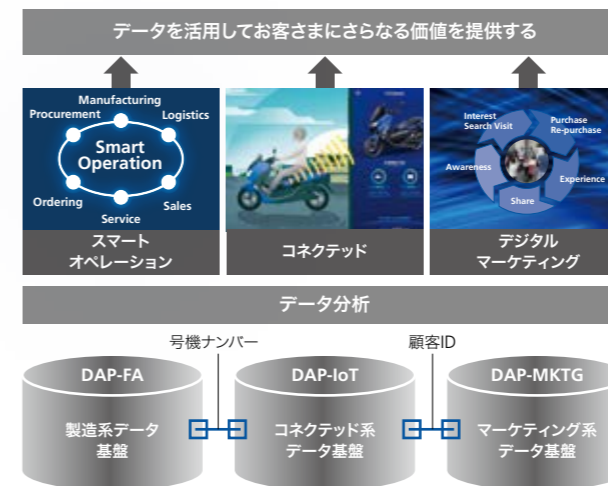 データを活用してお客さまにさらなる価値を提供する
Manufacturing
Procurement
Logistics
Smart
Operation
Ordering
Sales
Service
Interest
Search Visit
Purchase
Re-purchase
Awareness
Experience
Share
スマート
オペレーション
コネクテッド
デジタル
マーケティング
データ分析
号機ナンバー
顧客ID
DAP-FA
DAP-IoT
DAP-MKTG
製造系データ
基盤
コネクテッド系
データ基盤
マーケティング系
データ基盤